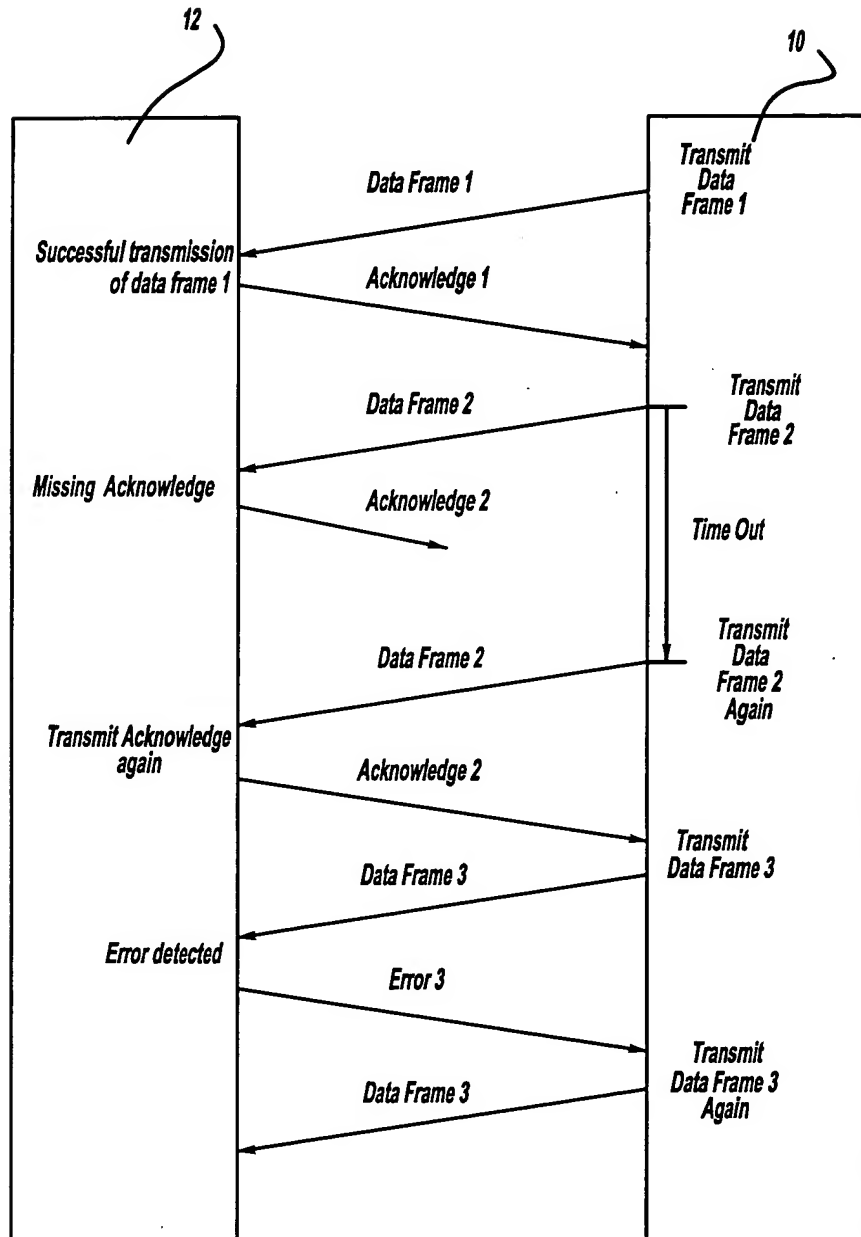 12
10
Transmit
Data
Frame 1
Data Frame 1
Successful transmission
of data frame 1
Acknowledge 1
Transmit
Data
Frame 2
Data Frame 2
Missing Acknowledge
Acknowledge 2
Time Out
Transmit
Data
Frame 2
Again
Data Frame 2
Transmit Acknowledge
again
Acknowledge 2
Transmit
Data Frame 3
Data Frame 3
Error detected
Error 3
Transmit
Data Frame 3
Again
Data Frame 3